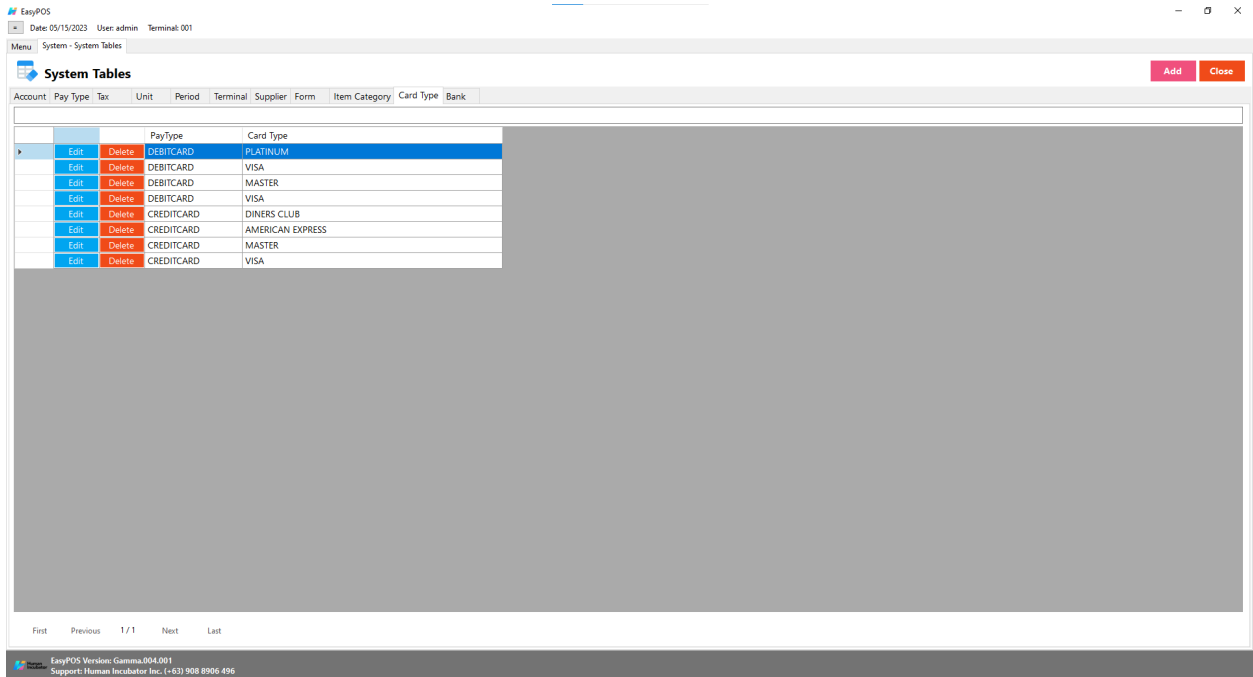 EasyPOS
Date: 05/15/2023 User: admin Terminal: 001
Menu System - System Tables
System Tables
Add Close
Account Pay Type Tax Unit Period Terminal Supplier Form Item Category Card Type Bank
PayType Card Type
Edit Delete DEBITCARD PLATINUM
Edit Delete DEBITCARD VISA
Edit Delete DEBITCARD MASTER
Edit Delete DEBITCARD VISA
Edit Delete CREDITCARD DINERS CLUB
Edit Delete CREDITCARD AMERICAN EXPRESS
Edit Delete CREDITCARD MASTER
Edit Delete CREDITCARD VISA
First Previous 1 / 1 Next Last
Human Incubator
EasyPOS Version: Gamma.004.001
Support: Human Incubator Inc. (+63) 908 8906 496